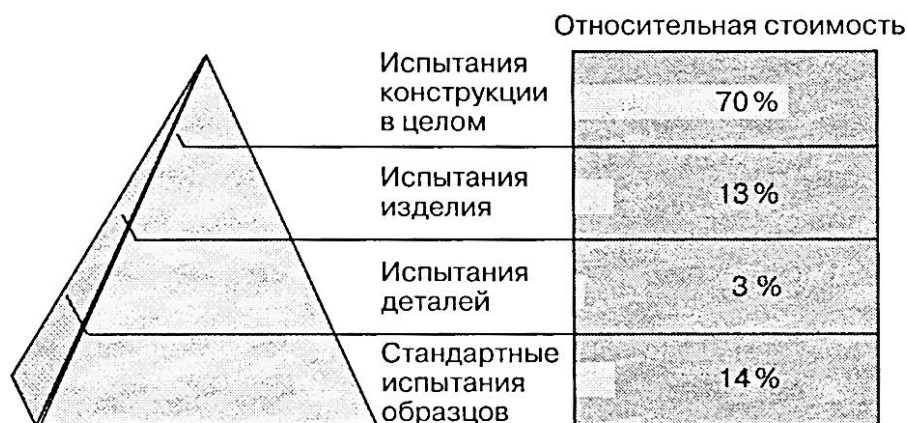 Относительная стоимость
Испытания
конструкции
в целом
70 %
Испытания
изделия
13 %
Испытания
деталей
3 %
Стандартные
испытания
образцов
14 %